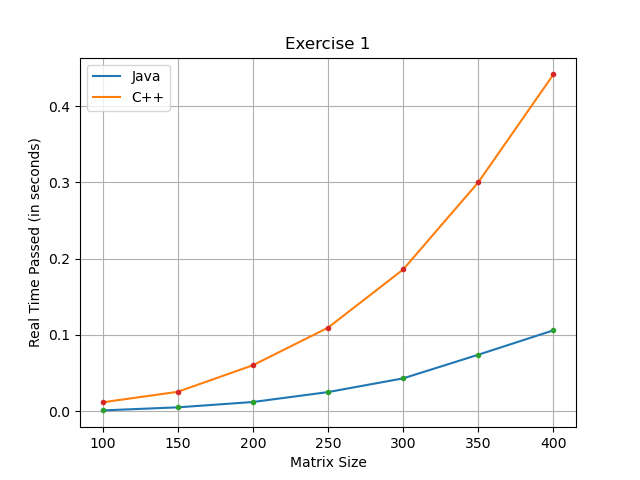 Exercise 1
Java
C++
0.4
0.3
0.2
0.1
0.0
Real Time Passed (in seconds)
100 150 200 250 300 350 400
Matrix Size